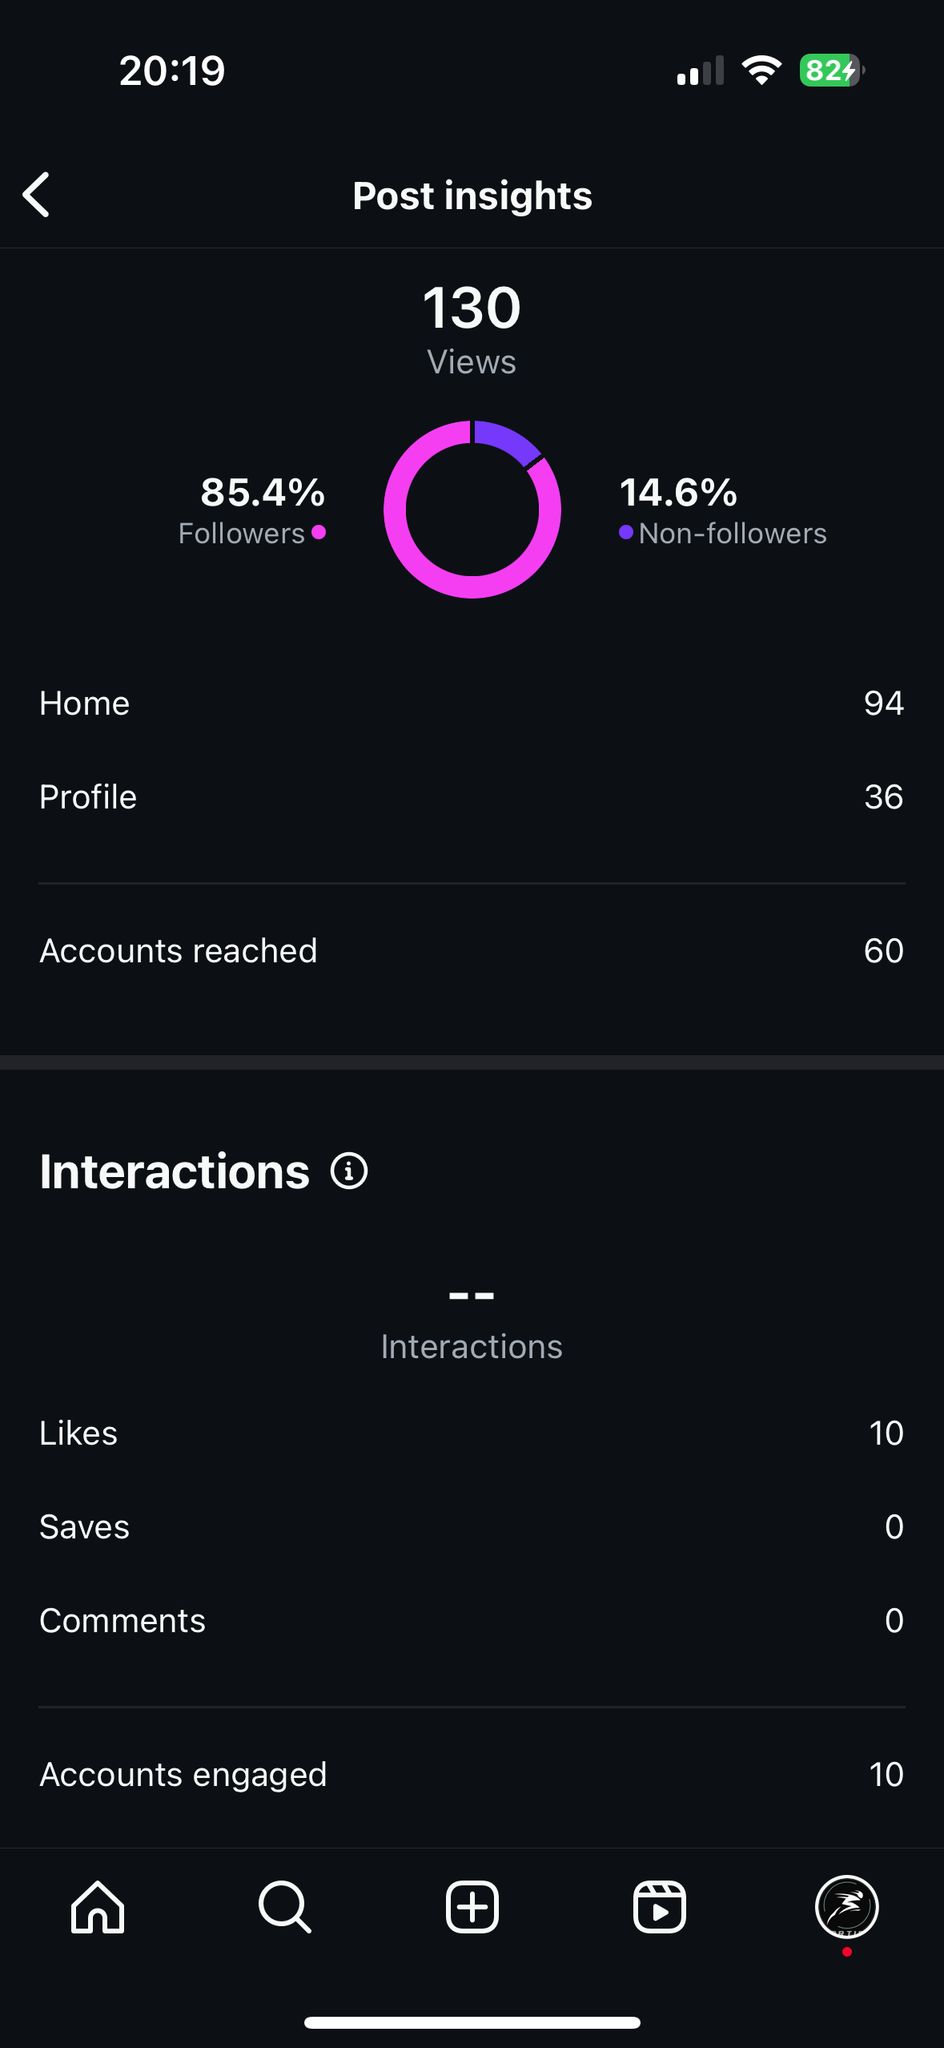 20:19
82
Post insights
130
Views
85.4%
Followers
14.6%
Non-followers
Home 94
Profile 36
Accounts reached 60
Interactions
--
Interactions
Likes 10
Saves 0
Comments 0
Accounts engaged 10